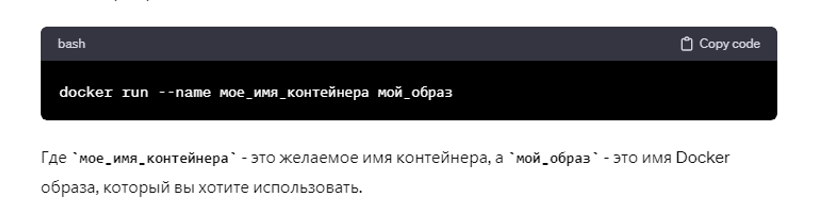 bash
Copy code
docker run --name мое_имя_контейнера мой_образ
Где `мое_имя_контейнера` - это желаемое имя контейнера, а `мой_образ` - это имя Docker
образа, который вы хотите использовать.